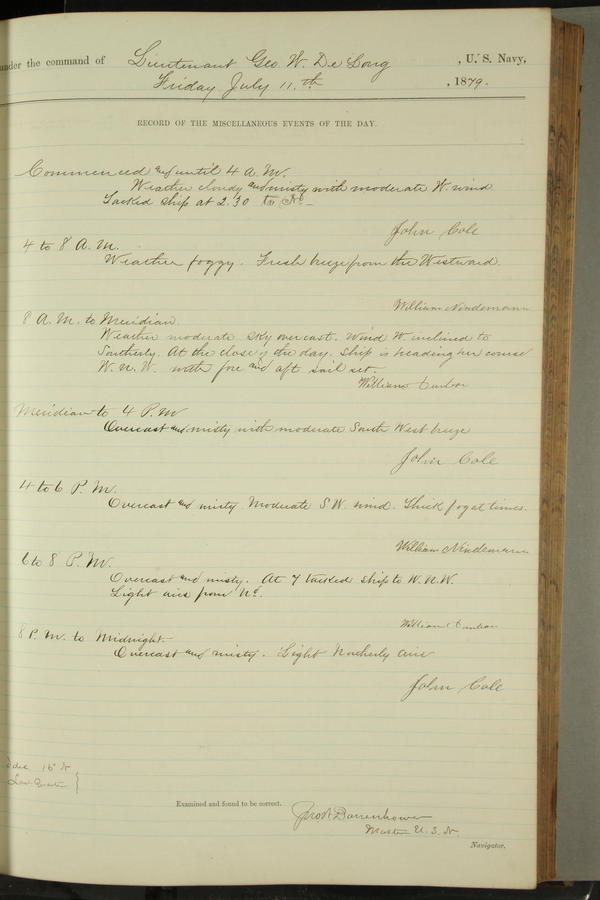 under the command of Lieutenant Geo. W. De Long, U. S. Navy,
Friday July 11.th, 1879.
RECORD OF THE MISCELLANEOUS EVENTS OF THE DAY.
Commenced and until 4 A. M.
Weather cloudy and misty with moderate W. wind
Tacked ship at 2.30 to Nd.
John Cole
4 to 8 A. M.
Weather foggy. Fresh breeze from the Westward.
William Nindemann
8 A. M. to Meridian
Weather moderate. Sky overcast. Wind W. inclined to
Southerly. At the close of the day. Ship is heading her course
W. N. W. with fore and aft sail set.
William Dunbar
Meridian to 4 P. M.
Overcast and misty with moderate South West breeze
John Cole
4 to 6 P. M.
Overcast and misty. Moderate S. W. wind. Thick fog at times.
William Nindemann
6 to 8 P. M.
Overcast and misty. At 7 tacked ship to W. N. W.
Light airs from Nd.
William Dunbar
8 P. M. to Midnight.
Overcast and misty. Light Northerly airs
John Cole
16° N
Examined and found to be correct.
Danenhower
Master U. S. N.
Navigator.